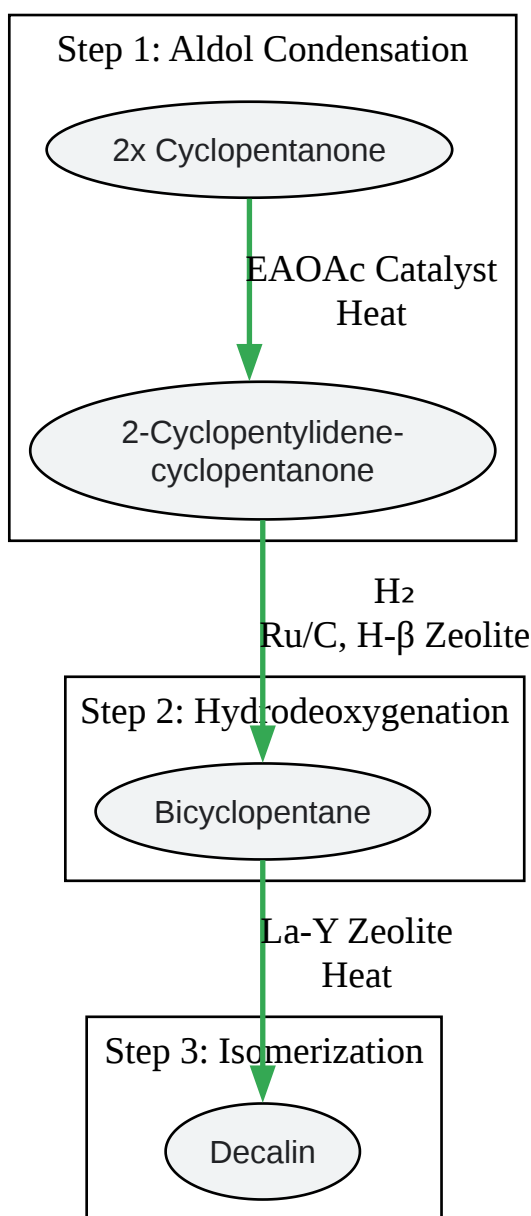 Step 1: Aldol Condensation
2x Cyclopentanone
EAOAc Catalyst
Heat
2-Cyclopentylidene-
cyclopentanone
H₂
Ru/C, H-β Zeolite
Step 2: Hydrodeoxygenation
Bicyclopentane
La-Y Zeolite
Heat
Step 3: Isomerization
Decalin